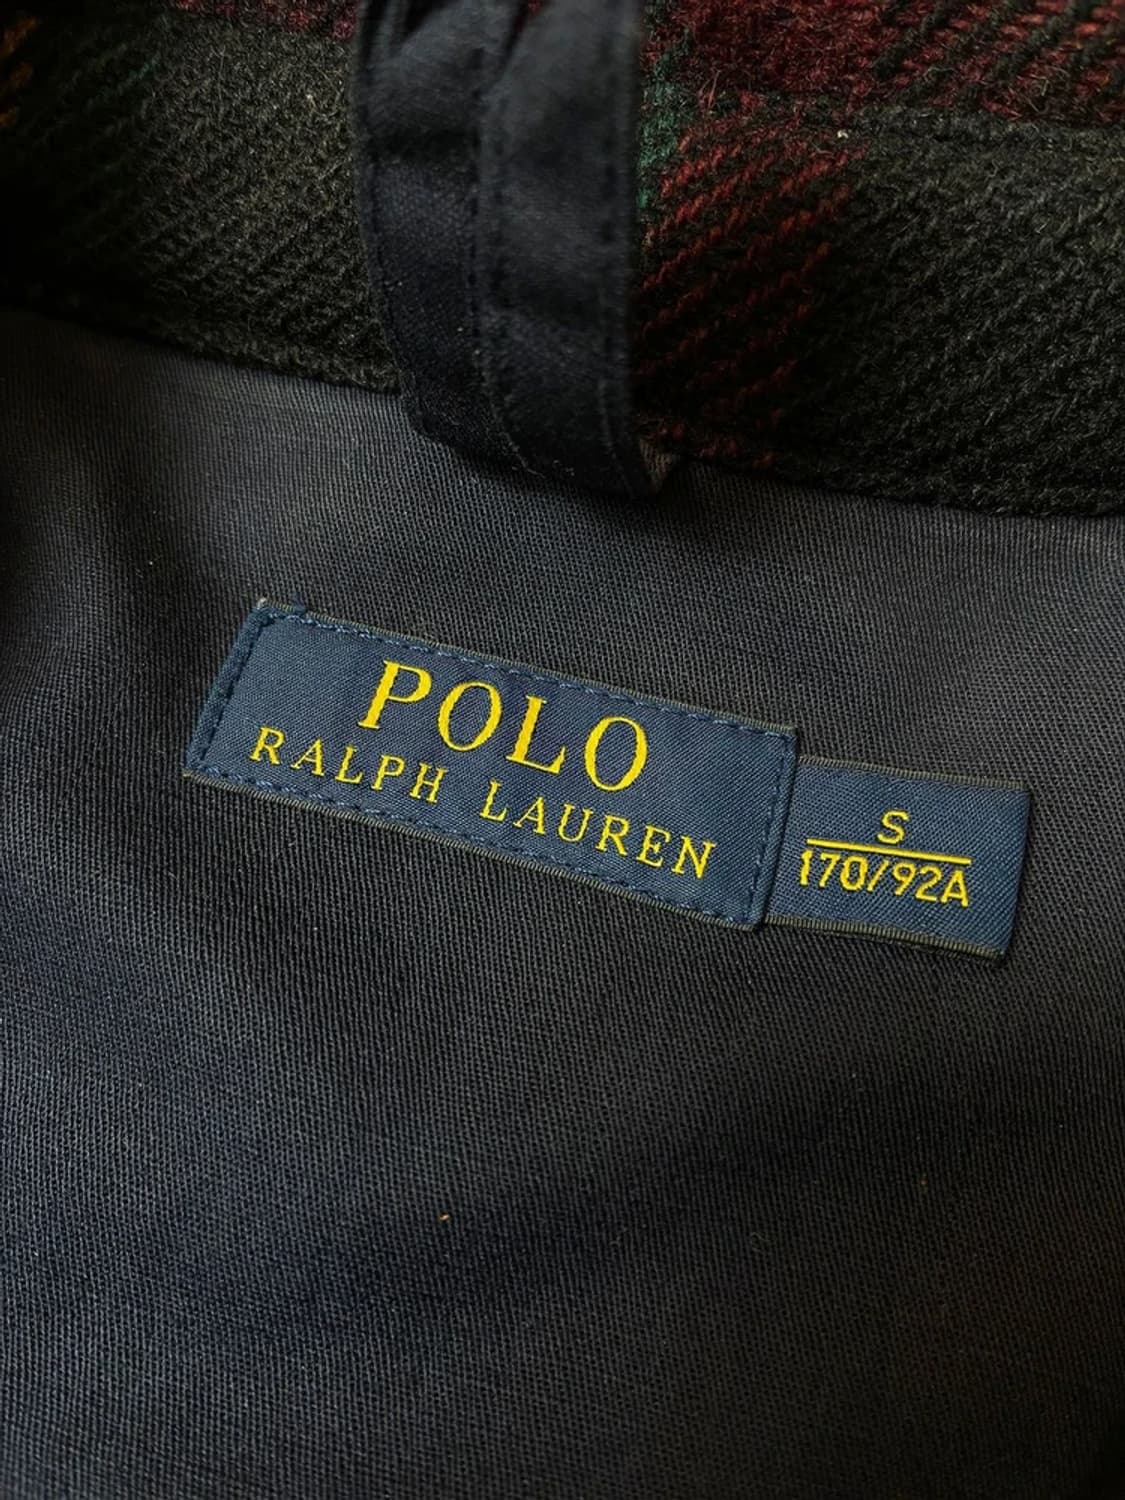 POLO
RALPH LAUREN
S
170/92A